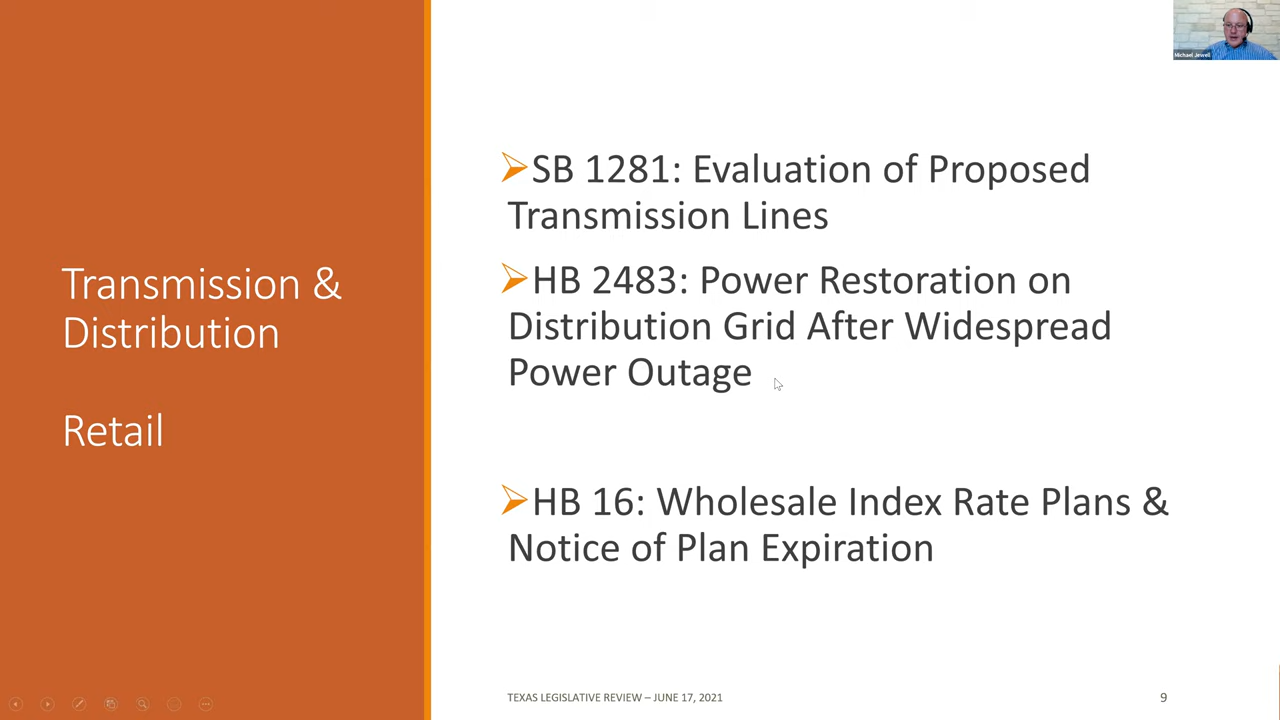 Transmission &
Distribution
Retail
➢SB 1281: Evaluation of Proposed
Transmission Lines
➢HB 2483: Power Restoration on
Distribution Grid After Widespread
Power Outage
➢HB 16: Wholesale Index Rate Plans &
Notice of Plan Expiration
TEXAS LEGISLATIVE REVIEW – JUNE 17, 2021
9
Michael Jewell